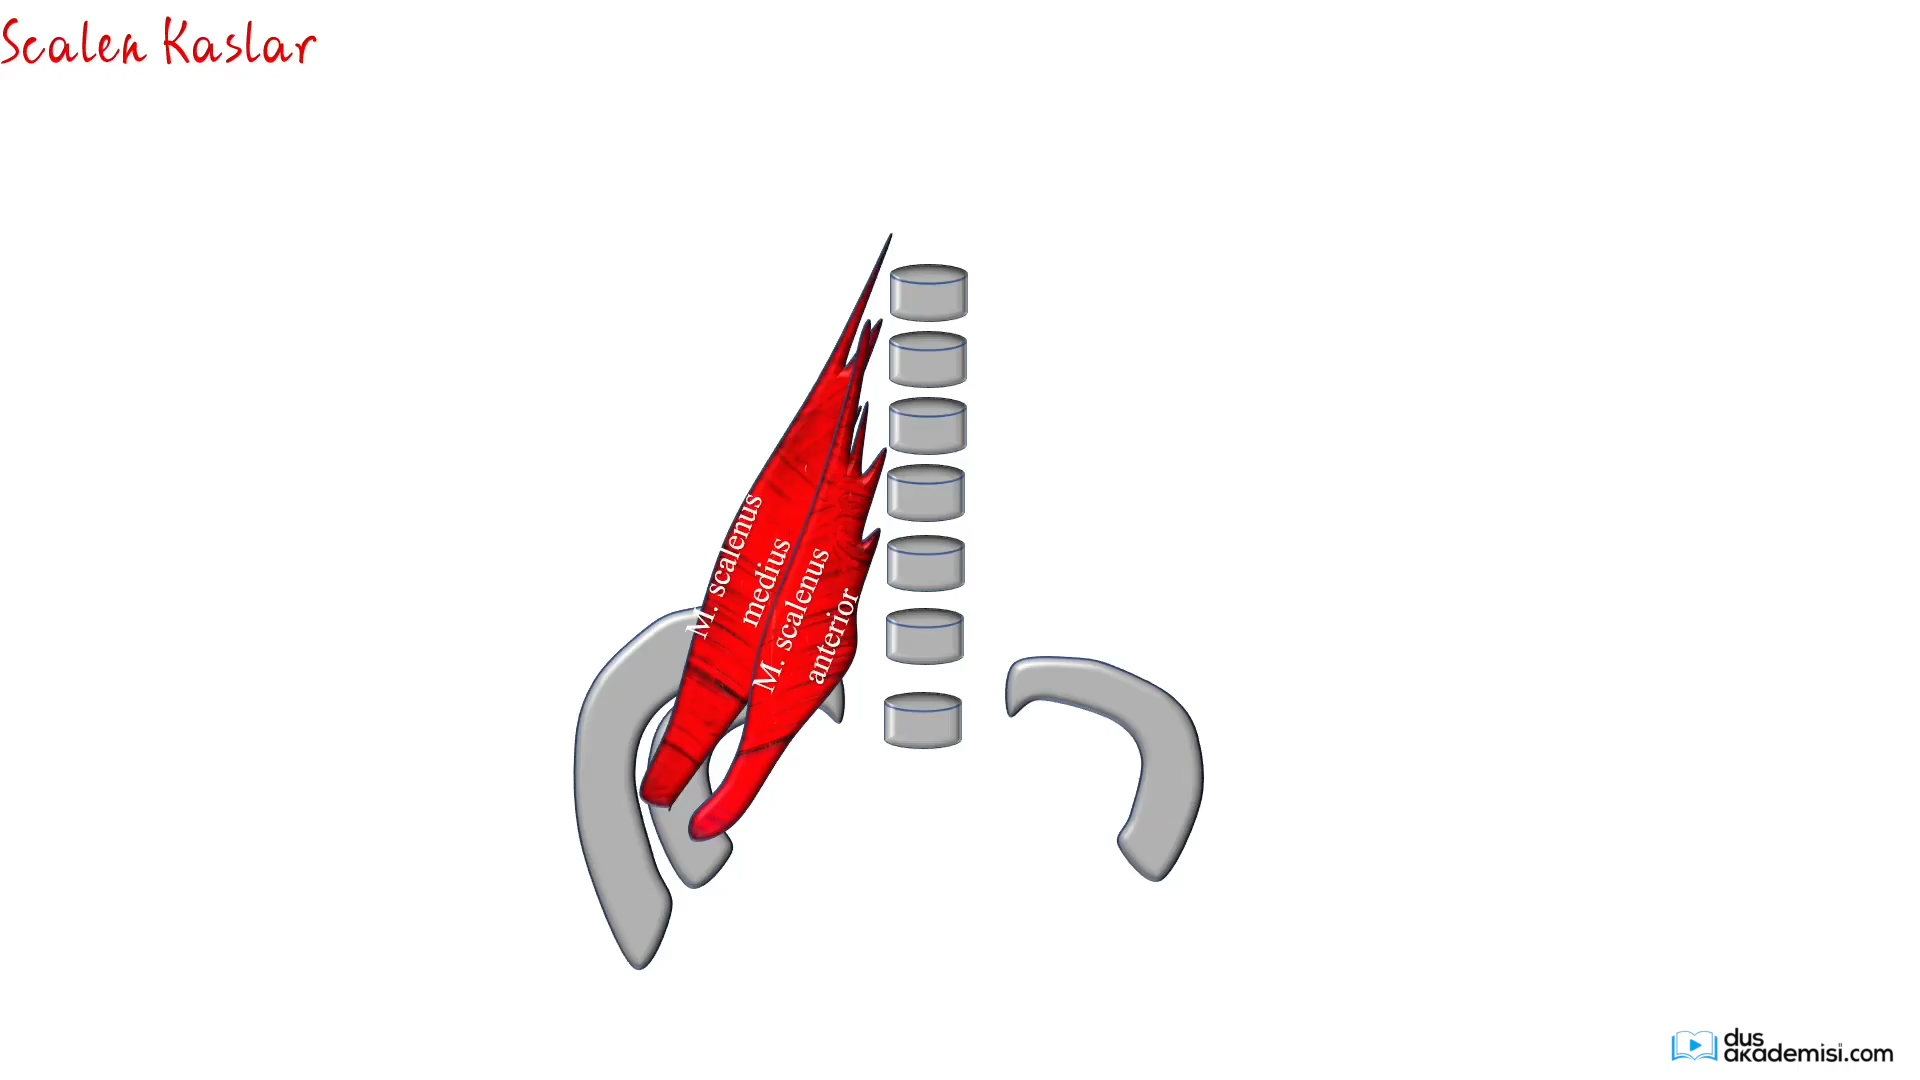 Scalen Kaslar
M. scalenus
medius
M. scalenus
anterior
dus
akademisi.com